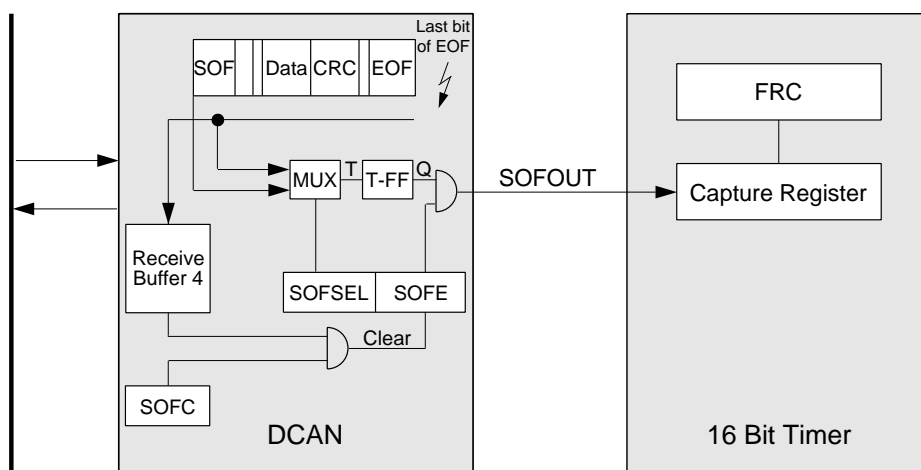 Last bit
of EOF
SOF
Data
CRC
EOF
MUX
T
T-FF
Q
SOFOUT
Receive
Buffer 4
SOFSEL
SOFE
Clear
SOFC
DCAN
FRC
Capture Register
16 Bit Timer